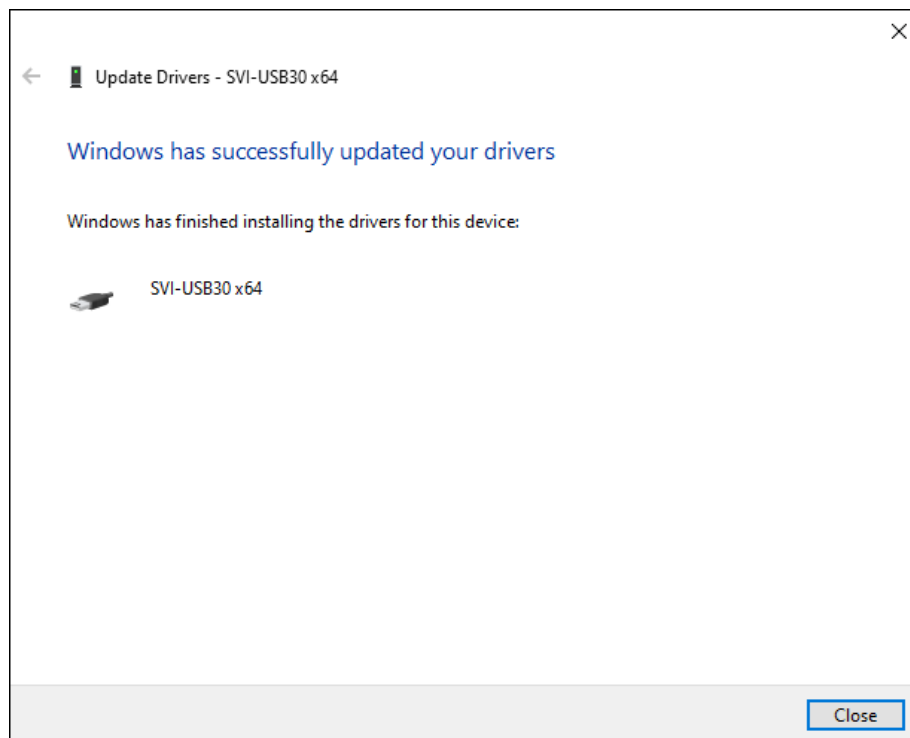 Update Drivers - SVI-USB30 x64
Windows has successfully updated your drivers
Windows has finished installing the drivers for this device:
SVI-USB30 x64
Close